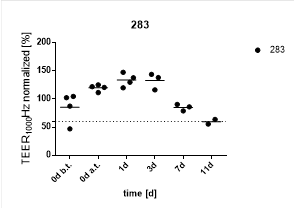 283
TEER1000Hz normalized [%]
200
150
100
50
0
0d b.t.
0d a.t.
1d
3d
7d
11d
time [d]
283